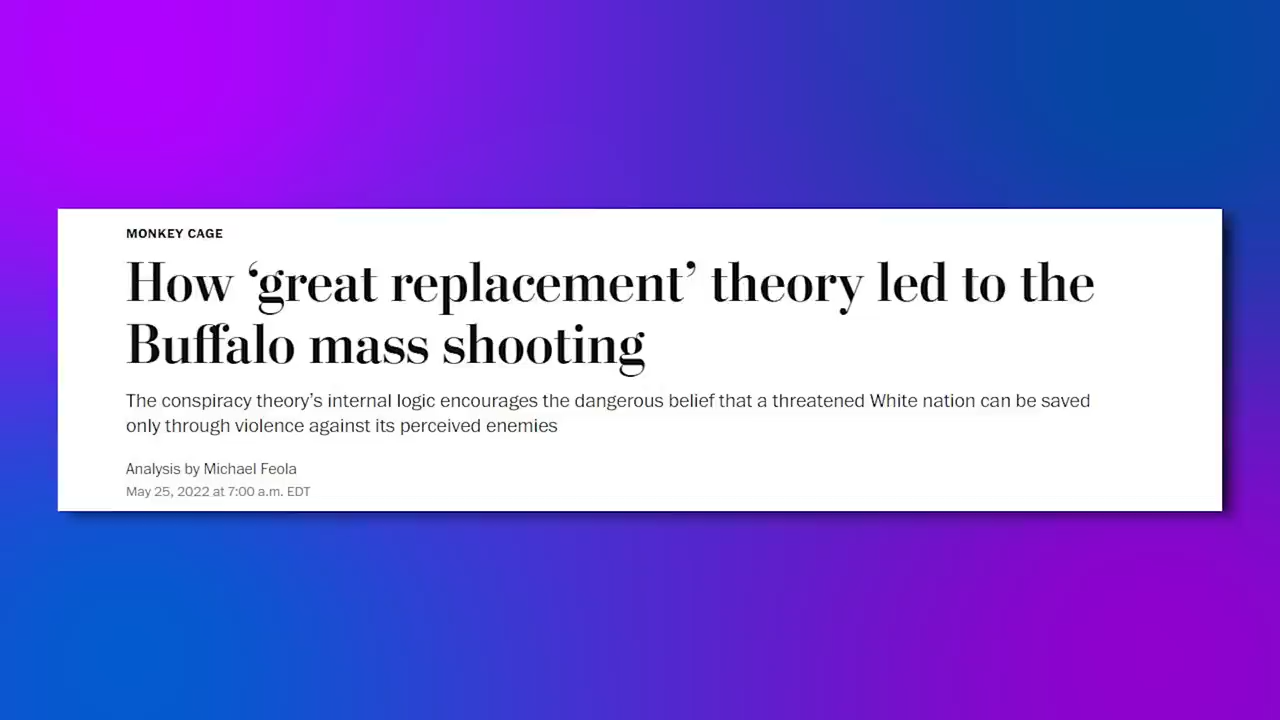 MONKEY CAGE
How ‘great replacement’ theory led to the
Buffalo mass shooting
The conspiracy theory’s internal logic encourages the dangerous belief that a threatened White nation can be saved
only through violence against its perceived enemies
Analysis by Michael Feola
May 25, 2022 at 7:00 a.m. EDT